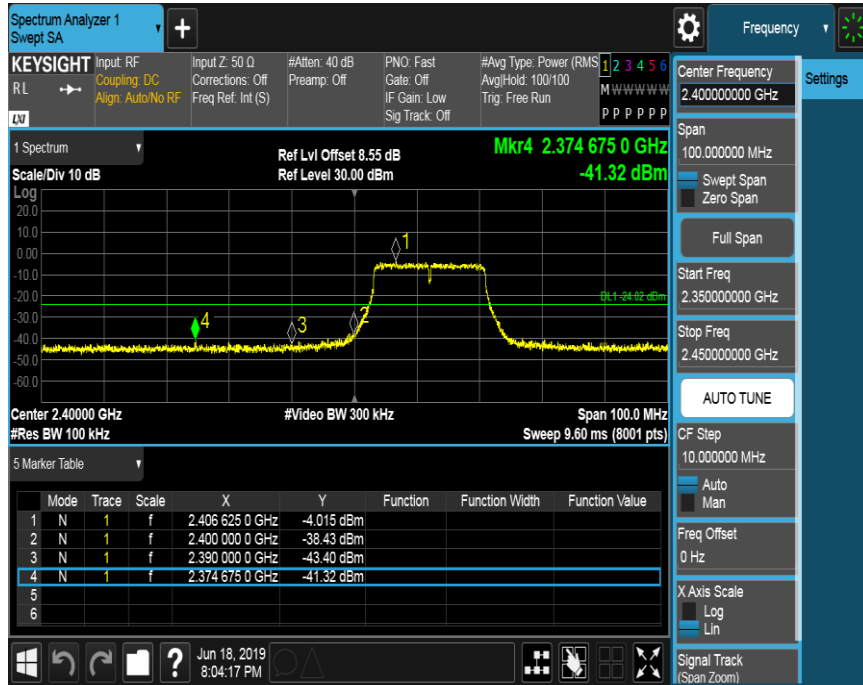 Spectrum Analyzer 1
Swept SA
+
Frequency
KEYSIGHT
RL
LXI
Input: RF
Coupling: DC
Align: Auto/No RF
Input Z: 50 Ω
Corrections: Off
Freq Ref: Int (S)
#Atten: 40 dB
Preamp: Off
PNO: Fast
Gate: Off
IF Gain: Low
Sig Track: Off
#Avg Type: Power (RMS
Avg|Hold: 100/100
Trig: Free Run
1 2 3 4 5 6
M W W W W W
P P P P P P
1 Spectrum
Scale/Div 10 dB
Ref Lvl Offset 8.55 dB
Ref Level 30.00 dBm
Mkr4 2.374 675 0 GHz
-41.32 dBm
Log
20.0
10.0
0.00
-10.0
-20.0
-30.0
-40.0
-50.0
-60.0
1
2
3
4
DL1 -24.02 dBm
Center 2.40000 GHz
#Res BW 100 kHz
#Video BW 300 kHz
Span 100.0 MHz
Sweep 9.60 ms (8001 pts)
5 Marker Table
Mode Trace Scale X Y Function Function Width Function Value
1 N 1 f 2.406 625 0 GHz -4.015 dBm
2 N 1 f 2.400 000 0 GHz -38.43 dBm
3 N 1 f 2.390 000 0 GHz -43.40 dBm
4 N 1 f 2.374 675 0 GHz -41.32 dBm
5
6
?
Jun 18, 2019
8:04:17 PM
Center Frequency
2.400000000 GHz
Settings
Span
100.000000 MHz
Swept Span
Zero Span
Full Span
Start Freq
2.350000000 GHz
Stop Freq
2.450000000 GHz
AUTO TUNE
CF Step
10.000000 MHz
Auto
Man
Freq Offset
0 Hz
X Axis Scale
Log
Lin
Signal Track
(Span Zoom)